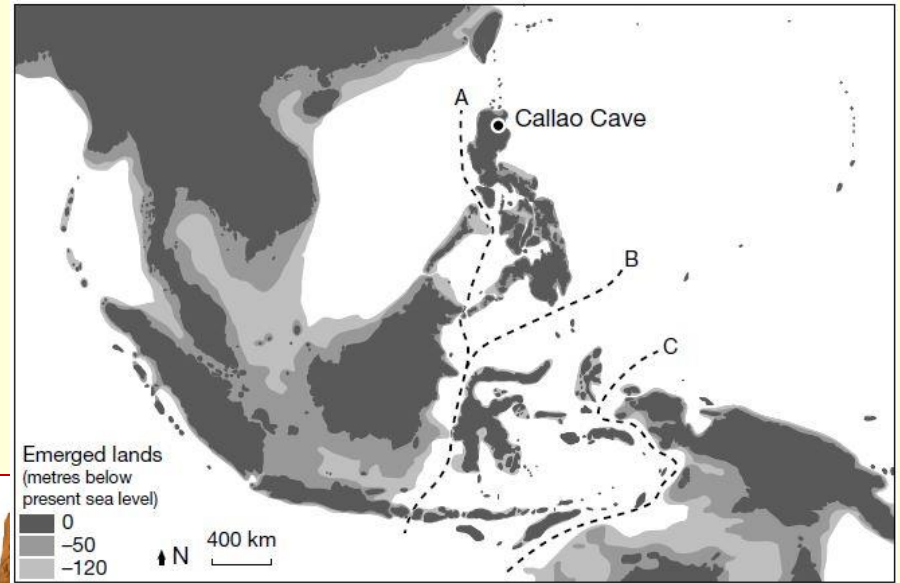 A
Callao Cave
B
C
Emerged lands
(metres below
present sea level)
0
–50
–120
N
400 km